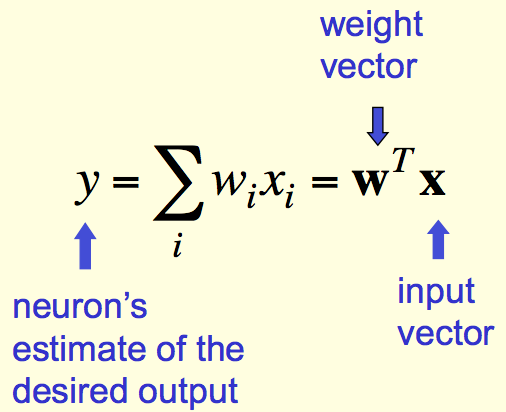 weight
vector
y = ∑ᵢ wᵢxᵢ = 𝐰ᵀ𝐱
neuron's
estimate of the
desired output
input
vector